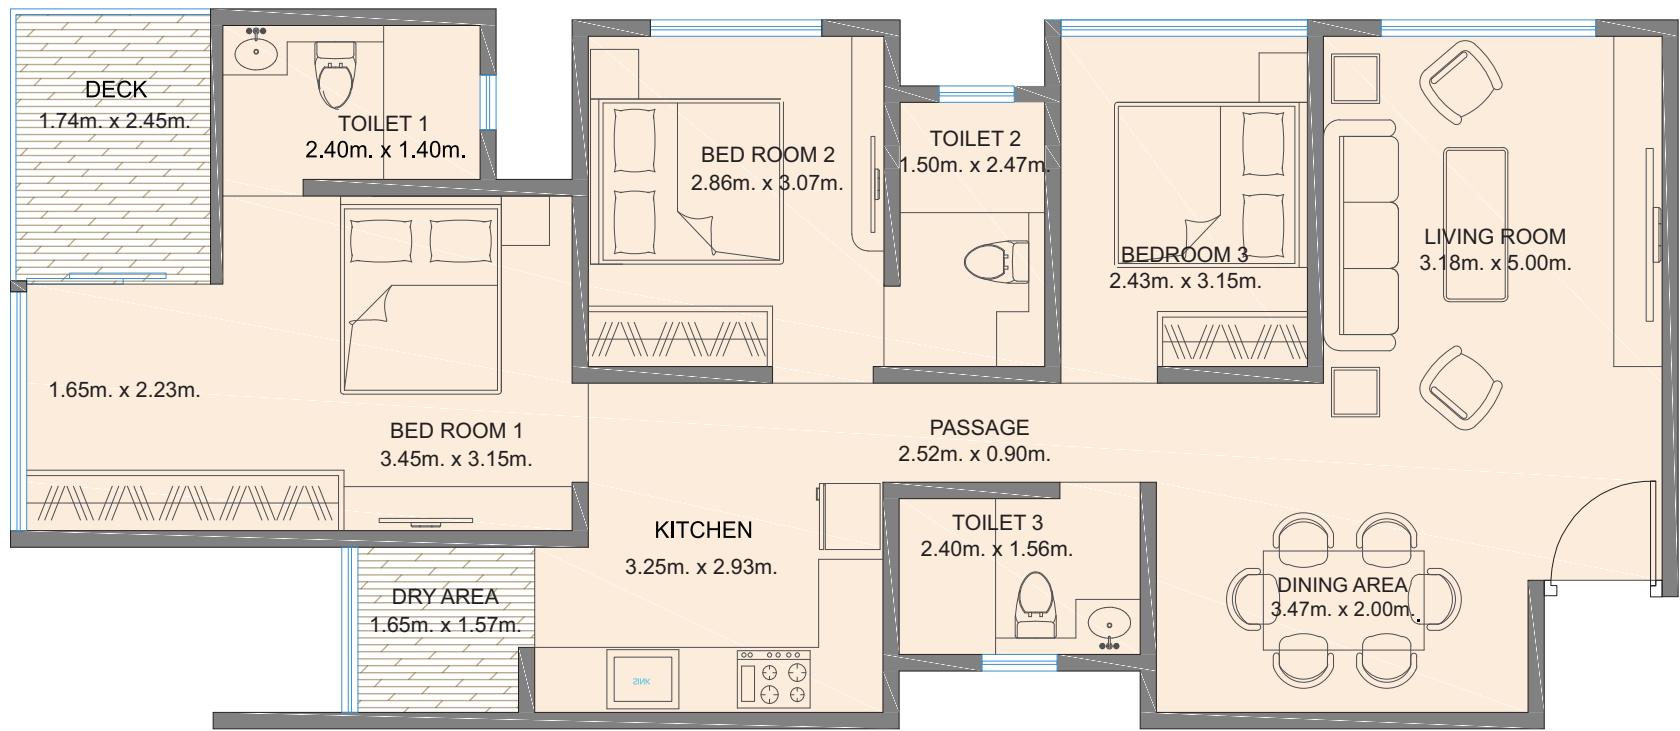 DECK
1.74m. x 2.45m.
TOILET 1
2.40m. x 1.40m.
BED ROOM 2
2.86m. x 3.07m.
TOILET 2
1.50m. x 2.47m.
BEDROOM 3
2.43m. x 3.15m.
LIVING ROOM
3.18m. x 5.00m.
1.65m. x 2.23m.
BED ROOM 1
3.45m. x 3.15m.
PASSAGE
2.52m. x 0.90m.
KITCHEN
3.25m. x 2.93m.
TOILET 3
2.40m. x 1.56m.
DINING AREA
3.47m. x 2.00m.
DRY AREA
1.65m. x 1.57m.
SINK